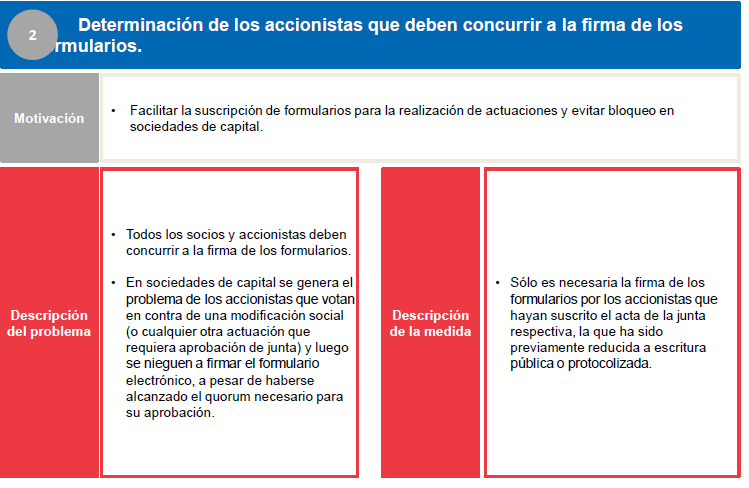 2
Determinación de los accionistas que deben concurrir a la firma de los
rmularios.
Motivación
• Facilitar la suscripción de formularios para la realización de actuaciones y evitar bloqueo en
sociedades de capital.
Descripción
del problema
• Todos los socios y accionistas deben
concurrir a la firma de los formularios.
• En sociedades de capital se genera el
problema de los accionistas que votan
en contra de una modificación social
(o cualquier otra actuación que
requiera aprobación de junta) y luego
se nieguen a firmar el formulario
electrónico, a pesar de haberse
alcanzado el quorum necesario para
su aprobación.
Descripción
de la medida
• Sólo es necesaria la firma de los
formularios por los accionistas que
hayan suscrito el acta de la junta
respectiva, la que ha sido
previamente reducida a escritura
pública o protocolizada.